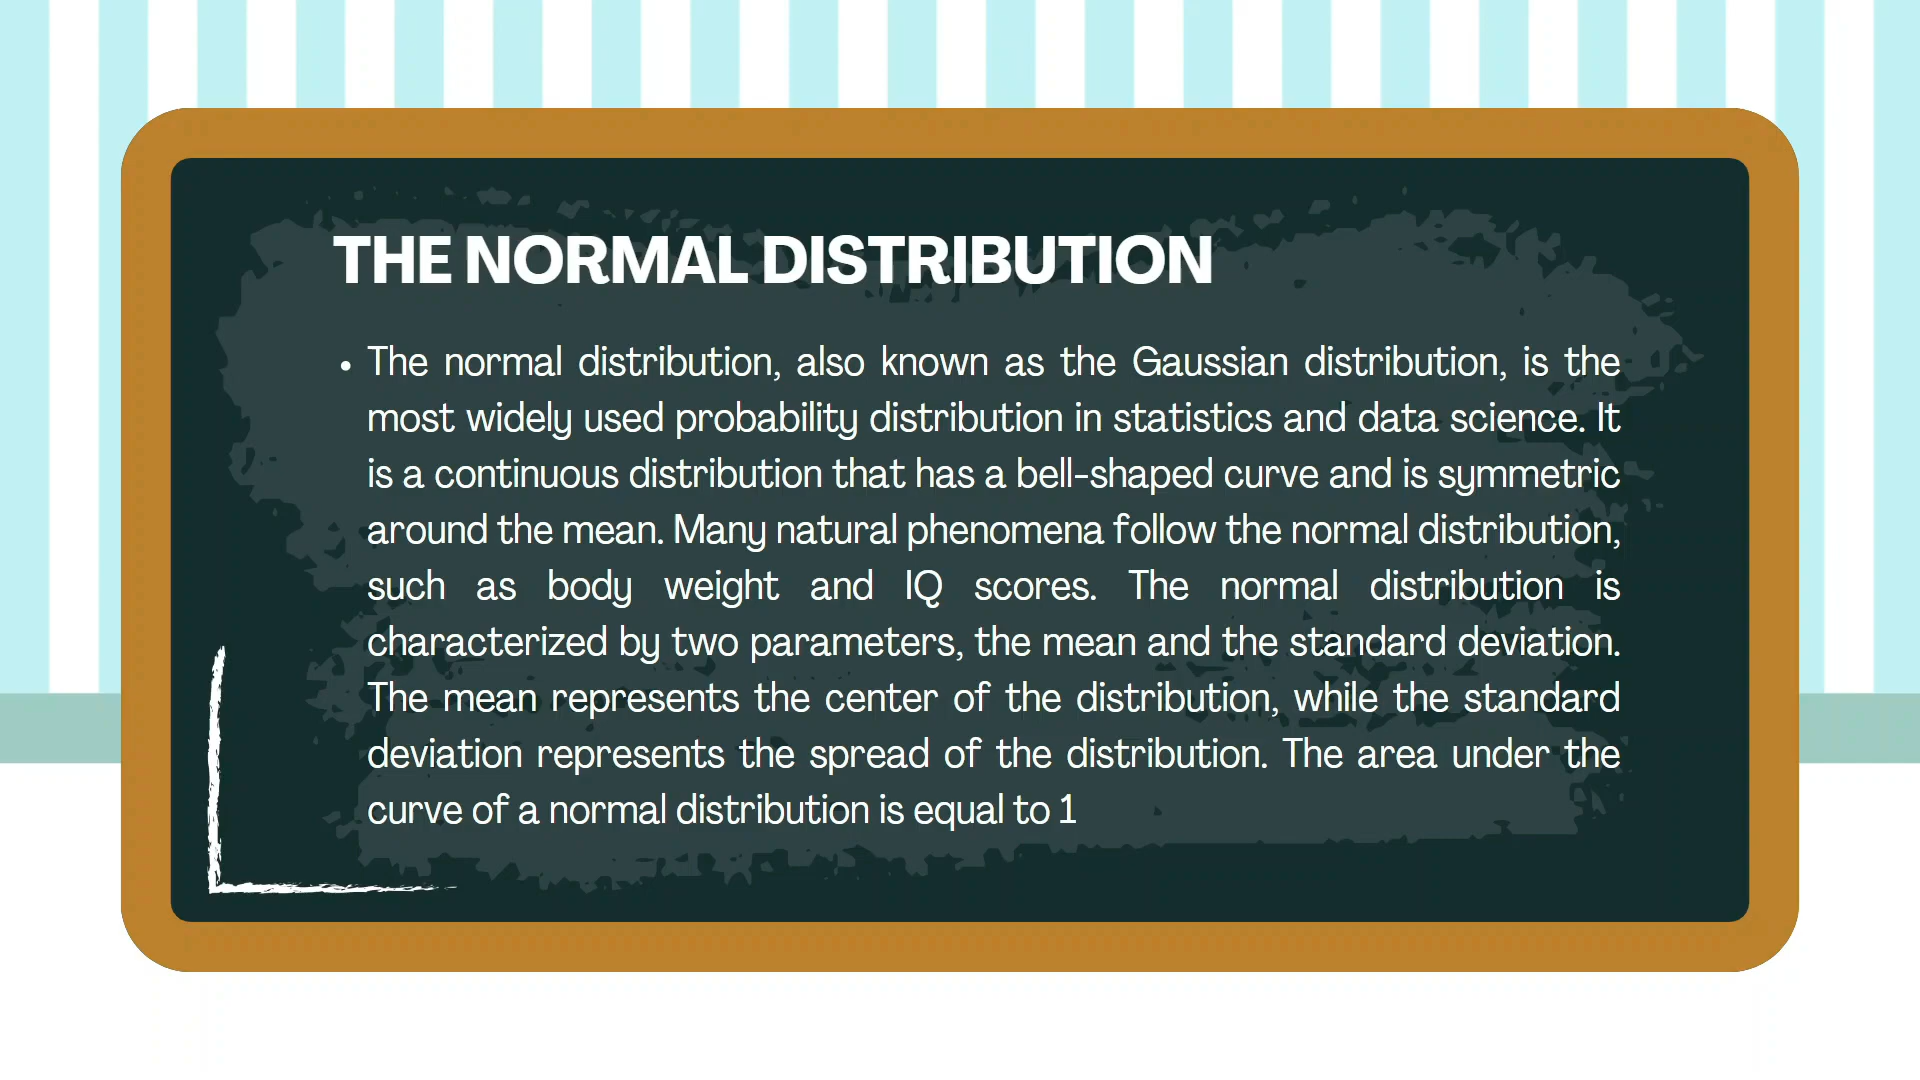 THE NORMAL DISTRIBUTION
• The normal distribution, also known as the Gaussian distribution, is the
most widely used probability distribution in statistics and data science. It
is a continuous distribution that has a bell-shaped curve and is symmetric
around the mean. Many natural phenomena follow the normal distribution,
such as body weight and IQ scores. The normal distribution is
characterized by two parameters, the mean and the standard deviation.
The mean represents the center of the distribution, while the standard
deviation represents the spread of the distribution. The area under the
curve of a normal distribution is equal to 1